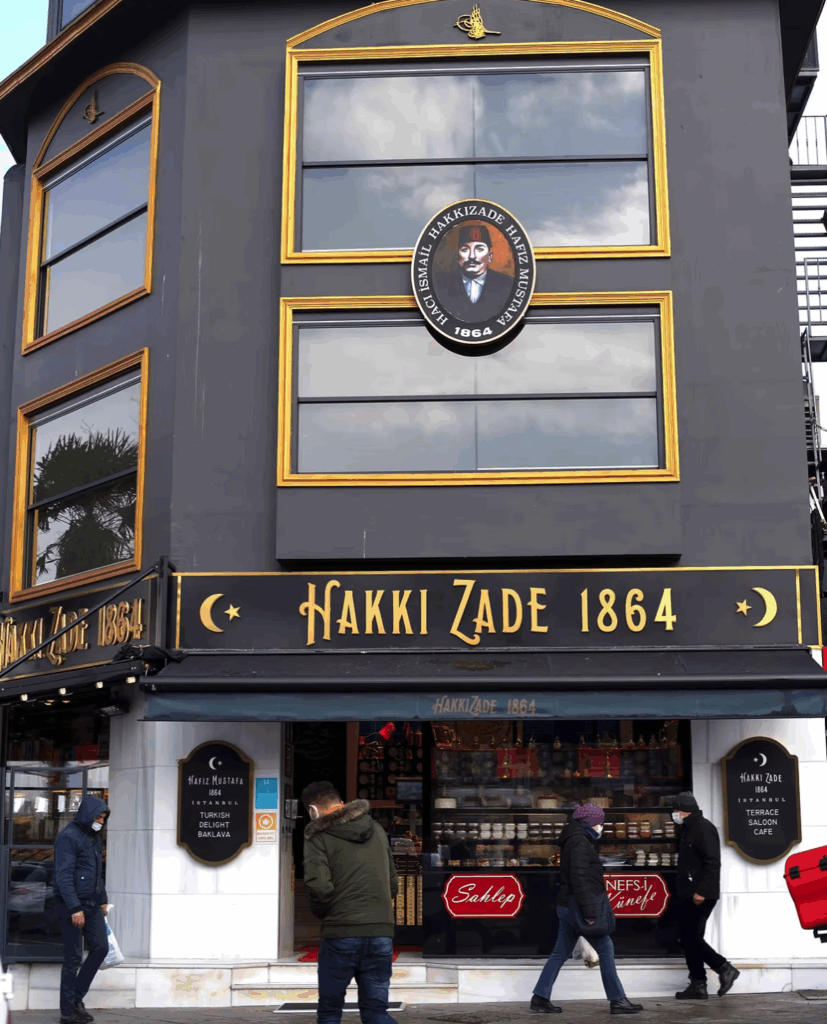 HACI İSMAİL HAKKIZADE HAFIZ MUSTAFA
1864
HAKKI ZADE 1864
HAKKI ZADE 1864
HAKKIZADE 1864
HAFIZ MUSTAFA
1864
İSTANBUL
TURKISH
DELIGHT
BAKLAVA
HAKKI ZADE
1864
İSTANBUL
TERRACE
SALOON
CAFE
Sahlep
NEFS-İ
Künefe